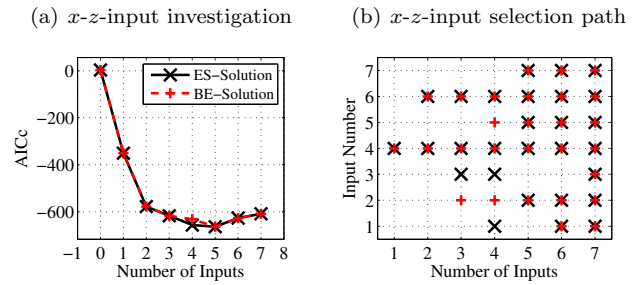 (a) x-z-input investigation
0
−200
−400
−600
AICc
ES−Solution
BE−Solution
−1 0 1 2 3 4 5 6 7 8
Number of Inputs
(b) x-z-input selection path
7
6
5
4
3
2
1
Input Number
1 2 3 4 5 6 7
Number of Inputs